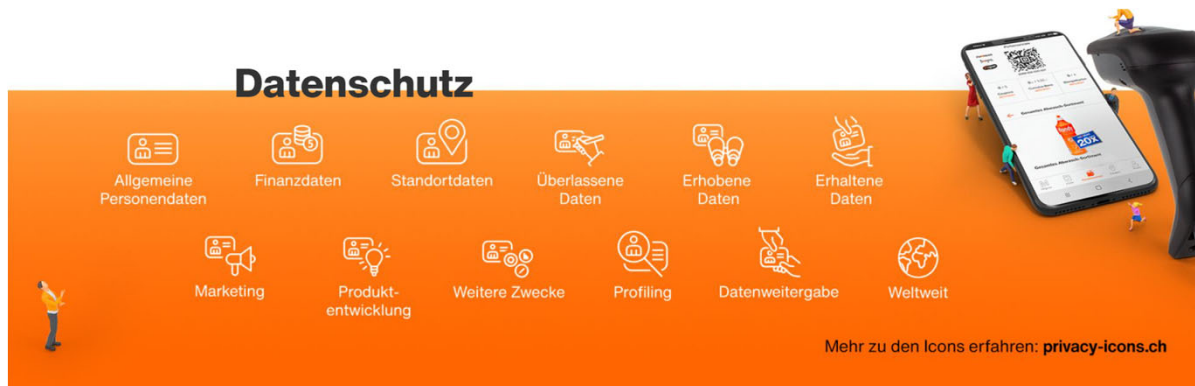 Datenschutz
Allgemeine
Personendaten
Finanzdaten
Standortdaten
Überlassene
Daten
Erhobene
Daten
Erhaltene
Daten
20X
Marketing
Produkt-
entwicklung
Weitere Zwecke
Profiling
Datenweitergabe
Weltweit
Mehr zu den Icons erfahren: privacy-icons.ch